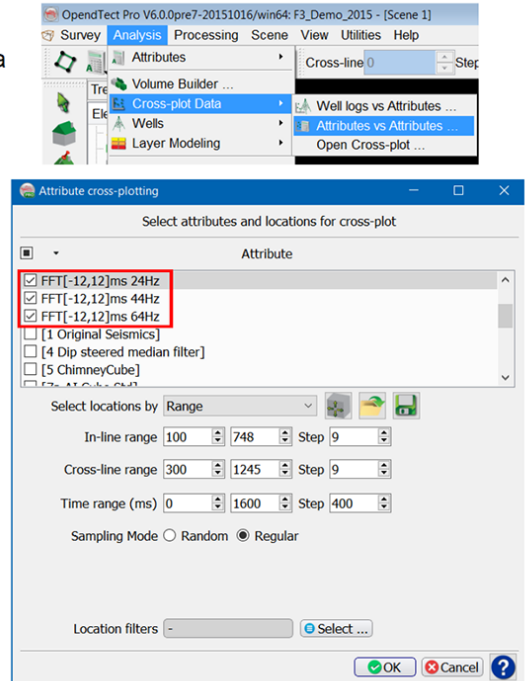 OpendTect Pro V6.0.0pre7-20151016/win64: F3_Demo_2015 - [Scene 1]
Survey Analysis Processing Scene View Utilities Help
a
Attributes
Cross-line 0 Step
Tre
Volume Builder ...
Ele
Cross-plot Data
Well logs vs Attributes ...
Wells
Attributes vs Attributes ...
Layer Modeling
Open Cross-plot ...
Attribute cross-plotting
Select attributes and locations for cross-plot
Attribute
FFT[-12,12]ms 24Hz
FFT[-12,12]ms 44Hz
FFT[-12,12]ms 64Hz
[1 Original Seismics]
[4 Dip steered median filter]
[5 ChimneyCube]
Select locations by Range
In-line range 100 748 Step 9
Cross-line range 300 1245 Step 9
Time range (ms) 0 1600 Step 400
Sampling Mode Random Regular
Location filters - Select ...
OK Cancel ?